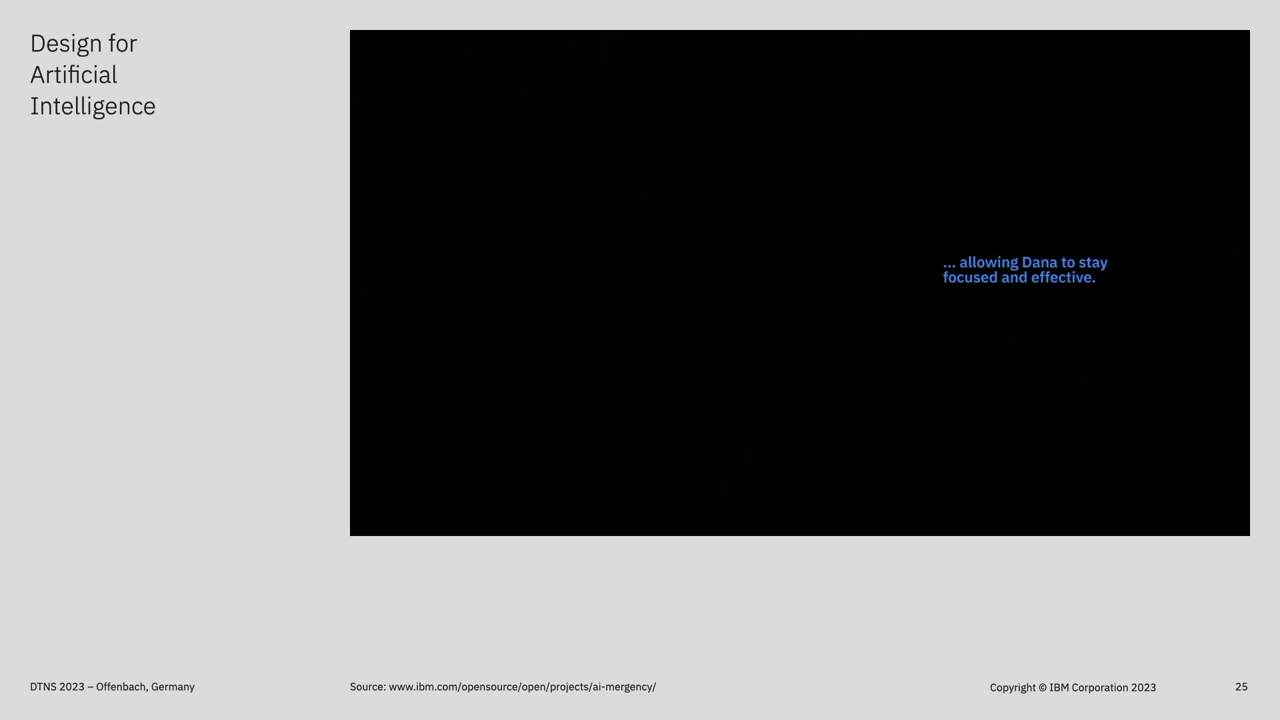 Design for
Artificial
Intelligence
... allowing Dana to stay
focused and effective.
DTNS 2023 – Offenbach, Germany
Source: www.ibm.com/opensource/open/projects/ai-mergency/
Copyright © IBM Corporation 2023
25